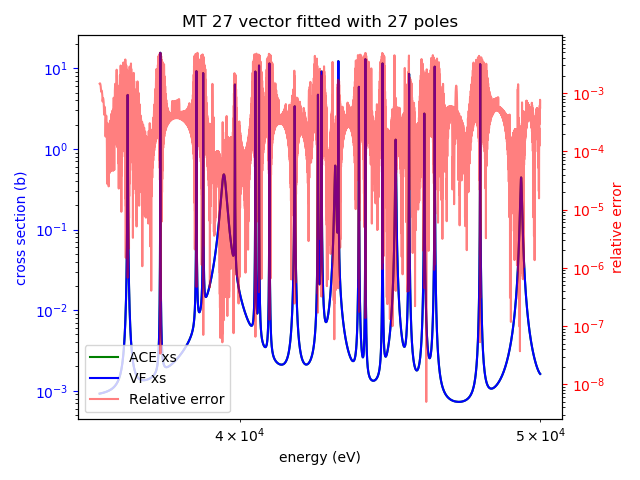 MT 27 vector fitted with 27 poles
10¹
10⁰
10⁻¹
10⁻²
10⁻³
cross section (b)
10⁻³
10⁻⁴
10⁻⁵
10⁻⁶
10⁻⁷
10⁻⁸
relative error
ACE xs
VF xs
Relative error
4 × 10⁴
5 × 10⁴
energy (eV)